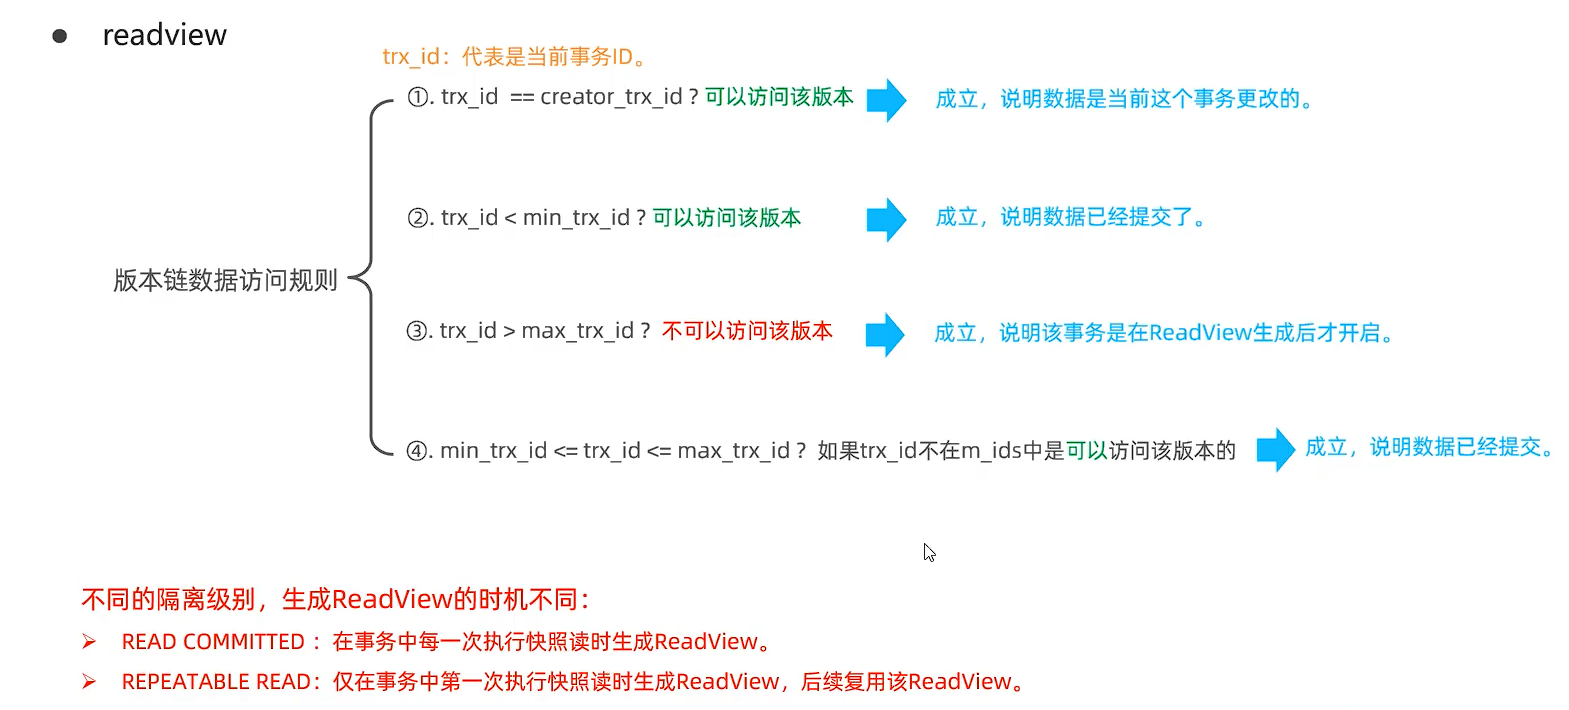 readview
trx_id：代表是当前事务ID。
①. trx_id == creator_trx_id ? 可以访问该版本
成立，说明数据是当前这个事务更改的。
②. trx_id < min_trx_id ? 可以访问该版本
成立，说明数据已经提交了。
版本链数据访问规则
③. trx_id > max_trx_id ? 不可以访问该版本
成立，说明该事务是在ReadView生成后才开启。
④. min_trx_id <= trx_id <= max_trx_id ? 如果trx_id不在m_ids中是可以访问该版本的
成立，说明数据已经提交。
不同的隔离级别，生成ReadView的时机不同：
READ COMMITTED ：在事务中每一次执行快照读时生成ReadView。
REPEATABLE READ：仅在事务中第一次执行快照读时生成ReadView，后续复用该ReadView。